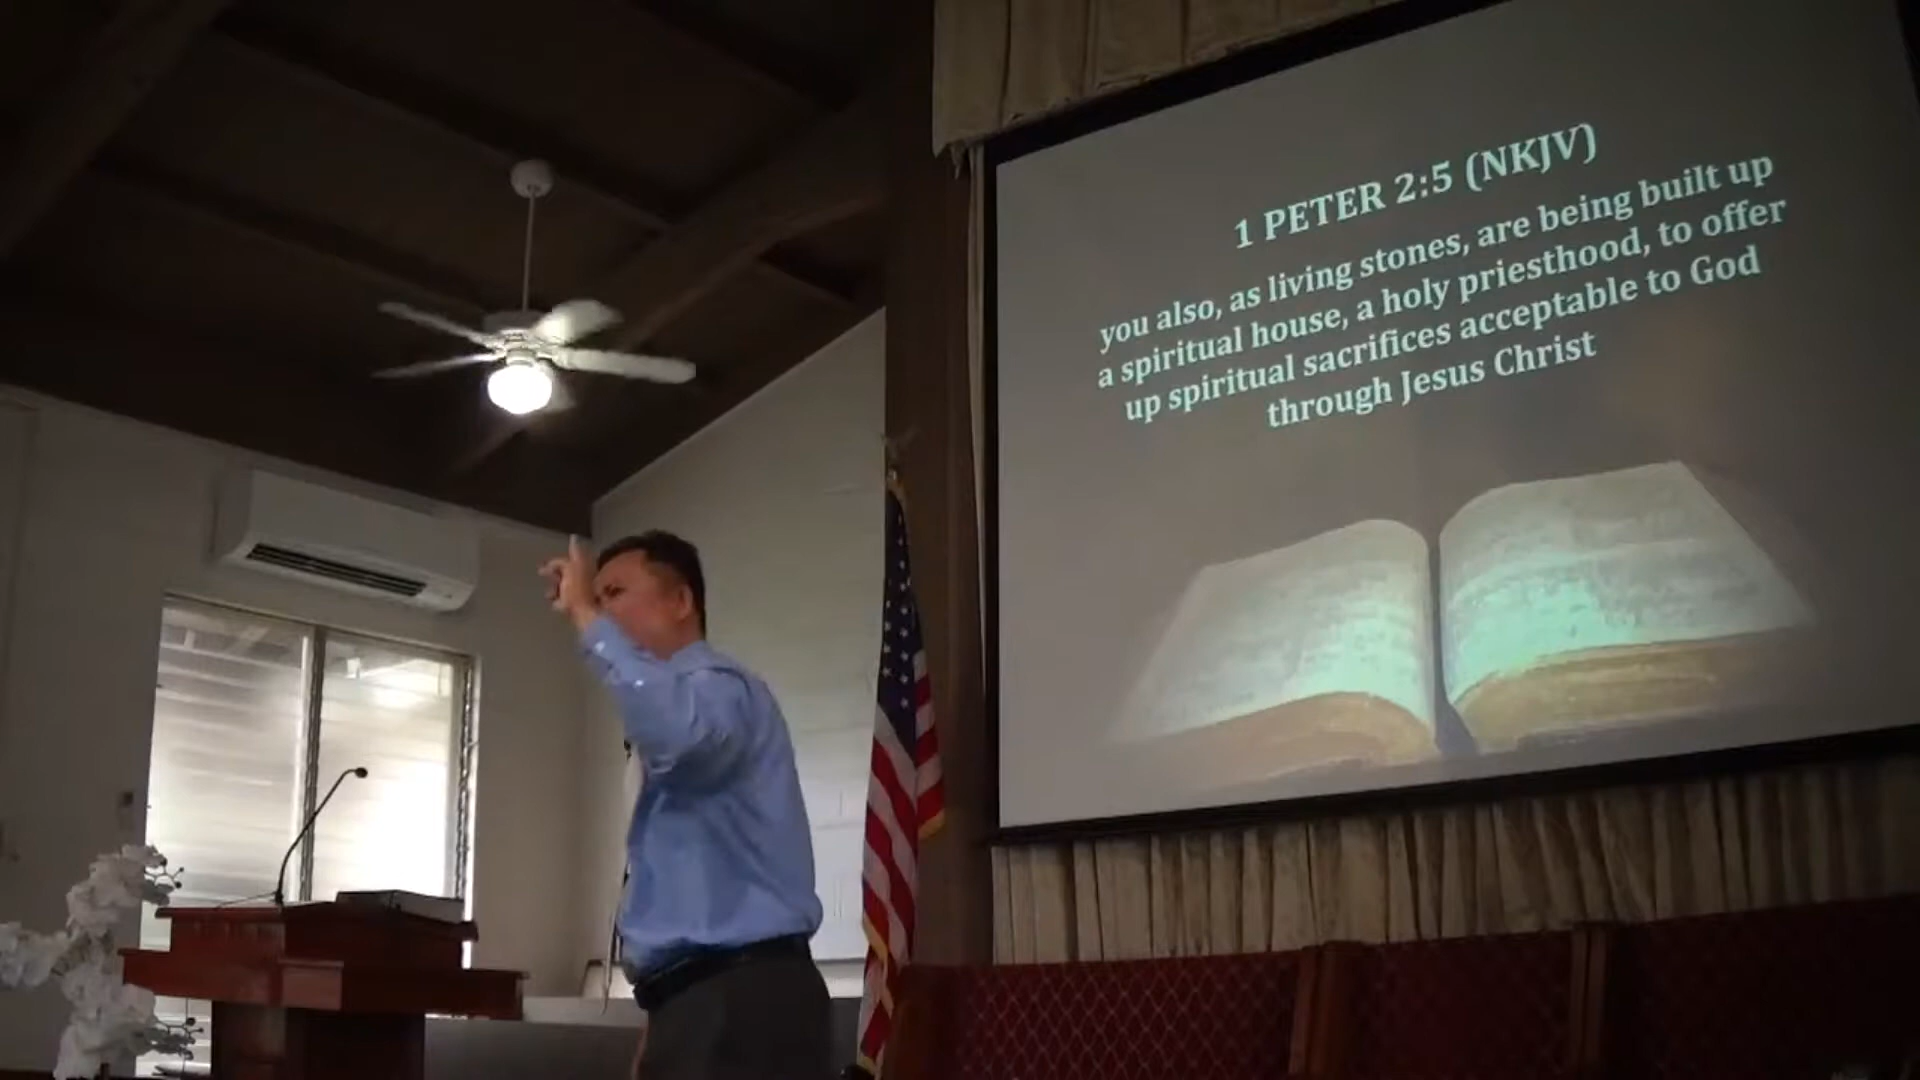 1 PETER 2:5 (NKJV)
you also, as living stones, are being built up
a spiritual house, a holy priesthood, to offer
up spiritual sacrifices acceptable to God
through Jesus Christ